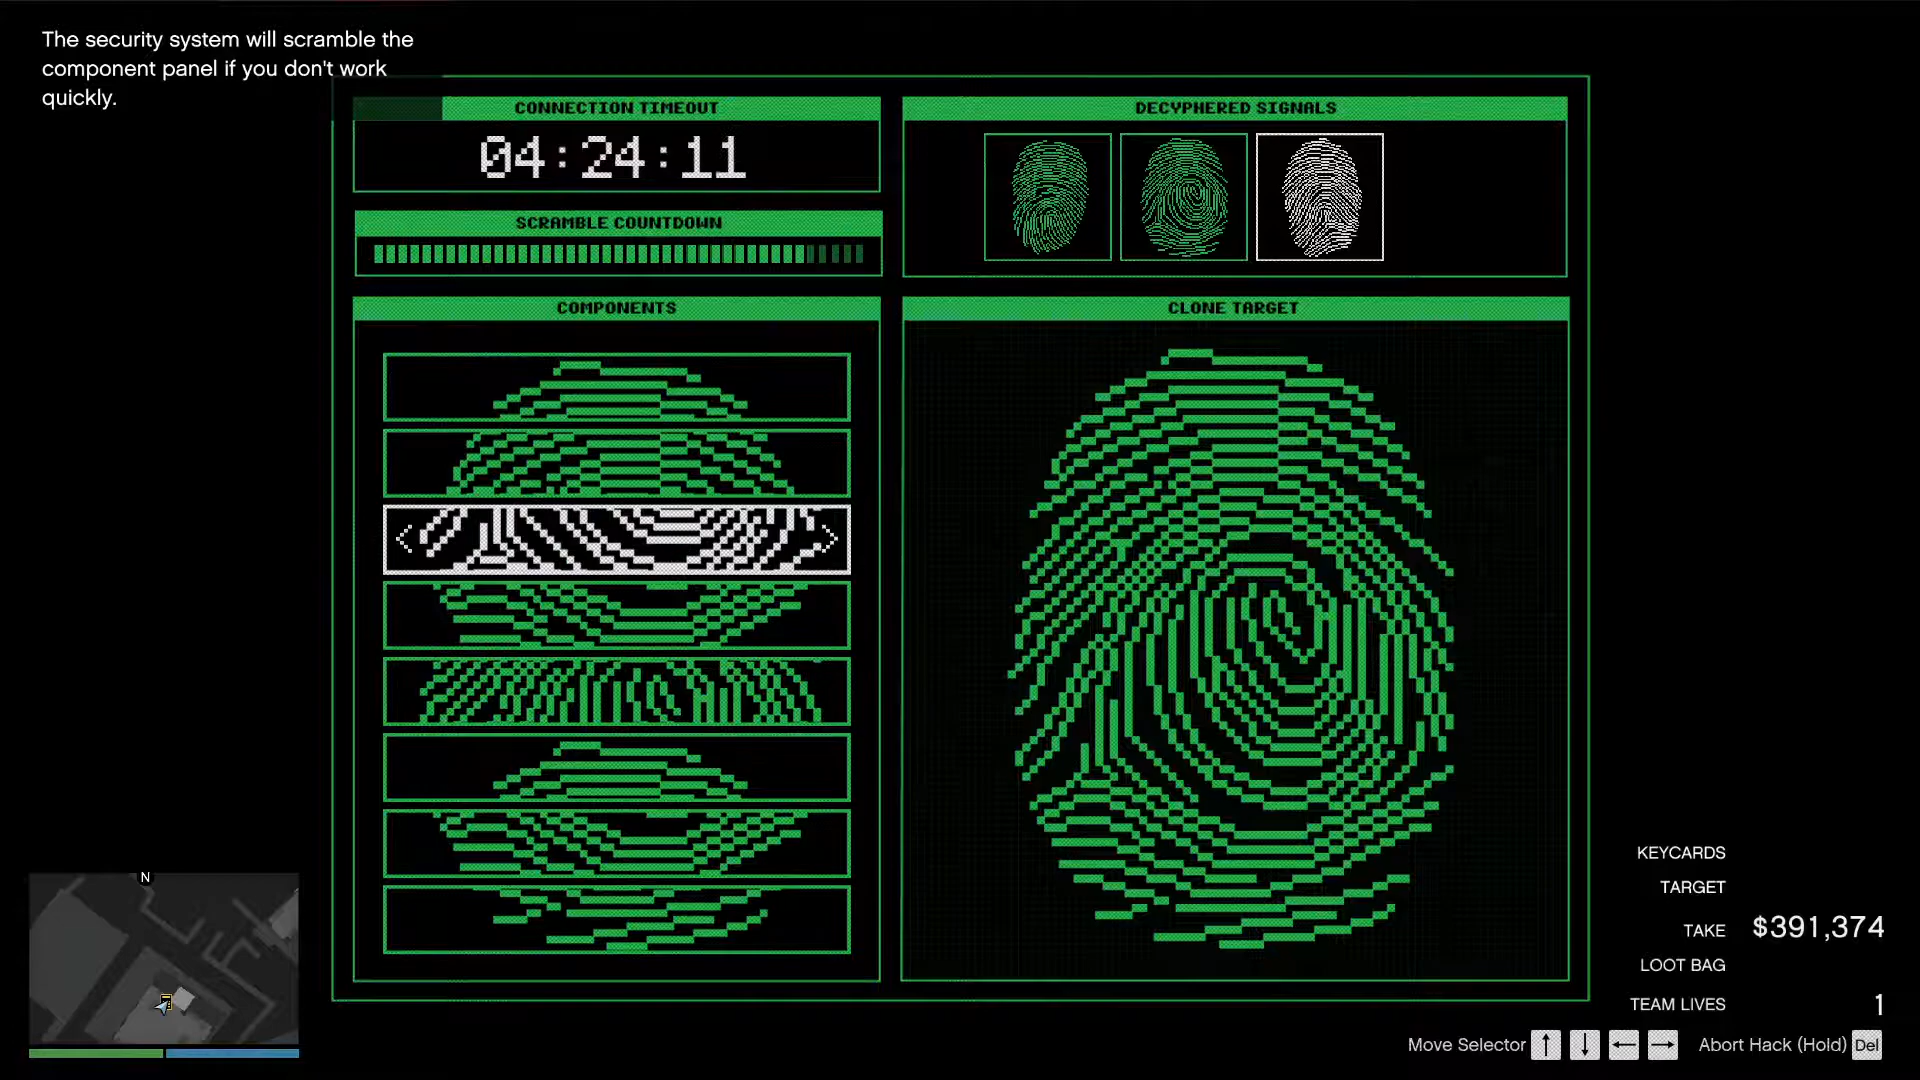 The security system will scramble the
component panel if you don't work
quickly.
CONNECTION TIMEOUT
04:24:11
SCRAMBLE COUNTDOWN
DECYPHERED SIGNALS
COMPONENTS
CLONE TARGET
N
KEYCARDS
TARGET
TAKE $391,374
LOOT BAG
TEAM LIVES 1
Move Selector ↑ ↓ ← → Abort Hack (Hold) Del